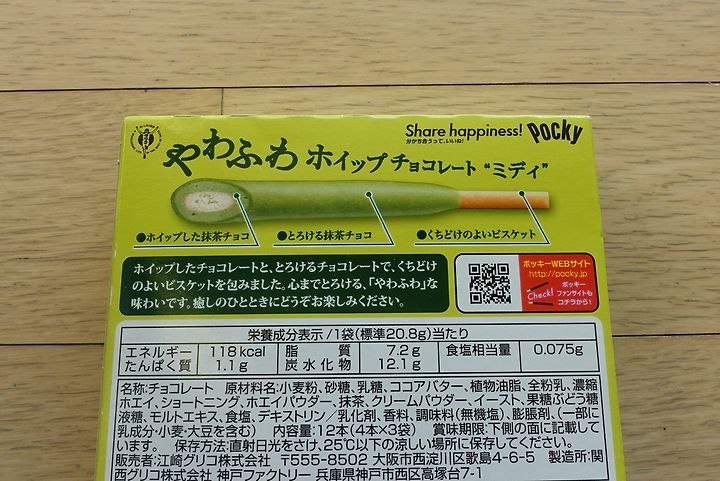 Share happiness! Pocky
分かち合うって、いいね!
やわふわ ホイップチョコレート“ミディ”
●ホイップした抹茶チョコ ●とろける抹茶チョコ ●くちどけのよいビスケット
ホイップしたチョコレートと、とろけるチョコレートで、くちどけ
のよいビスケットを包みました。心までとろける、「やわふわ」な
味わいです。癒しのひとときにどうぞお楽しみください。
ポッキーWEBサイト
http://pocky.jp
Check!
ポッキー
ファンサイトも
コチラから!
栄養成分表示/1袋(標準20.8g)当たり
エネルギー 118kcal 脂質 7.2g 食塩相当量 0.075g
たんぱく質 1.1g 炭水化物 12.1g
名称:チョコレート 原材料名:小麦粉、砂糖、乳糖、ココアバター、植物油脂、全粉乳、濃縮
ホエイ、ショートニング、ホエイパウダー、抹茶、クリームパウダー、イースト、果糖ぶどう糖
液糖、モルトエキス、食塩、デキストリン/乳化剤、香料、調味料(無機塩)、膨脹剤、(一部に
乳成分・小麦・大豆を含む) 内容量:12本(4本×3袋) 賞味期限:下側の面に記載して
います。 保存方法:直射日光をさけ、25℃以下の涼しい場所に保存してください。
販売者:江崎グリコ株式会社 〒555-8502 大阪市西淀川区歌島4-6-5 製造所:関
西グリコ株式会社 神戸ファクトリー 兵庫県神戸市西区高塚台7-1